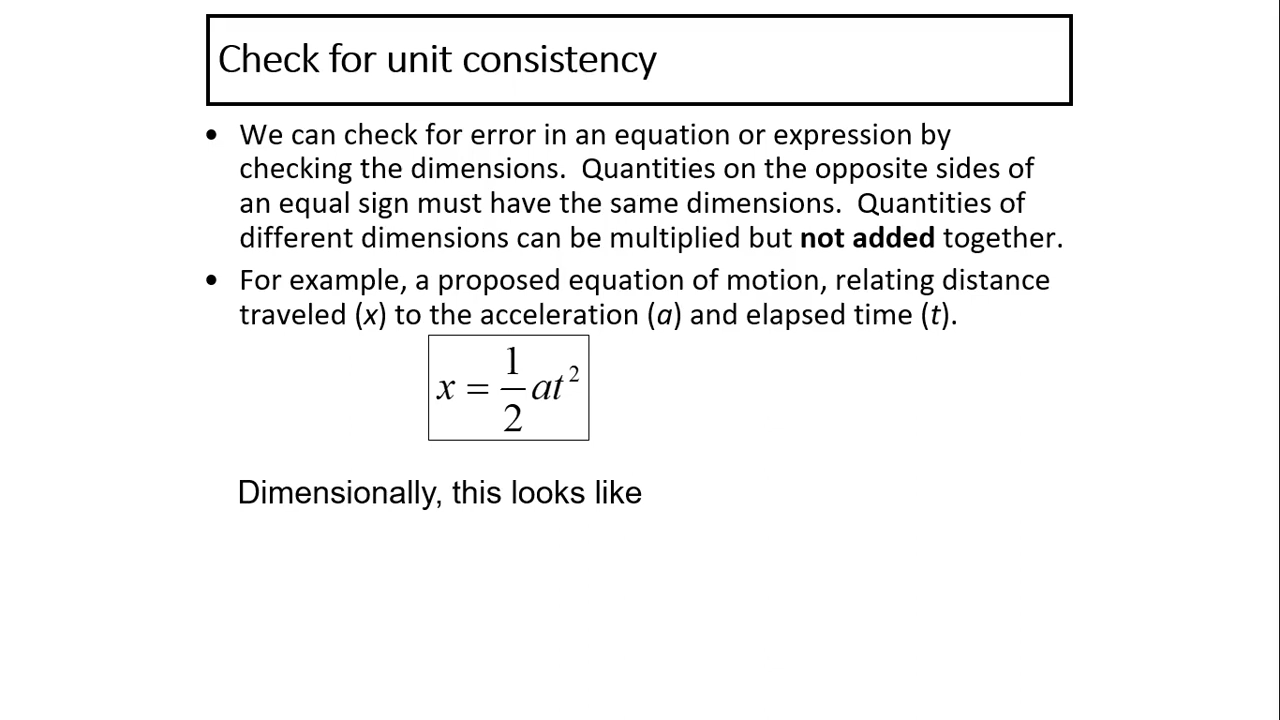 Check for unit consistency
• We can check for error in an equation or expression by
checking the dimensions.  Quantities on the opposite sides of
an equal sign must have the same dimensions.  Quantities of
different dimensions can be multiplied but not added together.
• For example, a proposed equation of motion, relating distance
traveled (x) to the acceleration (a) and elapsed time (t).
x = 1/2 at²
Dimensionally, this looks like